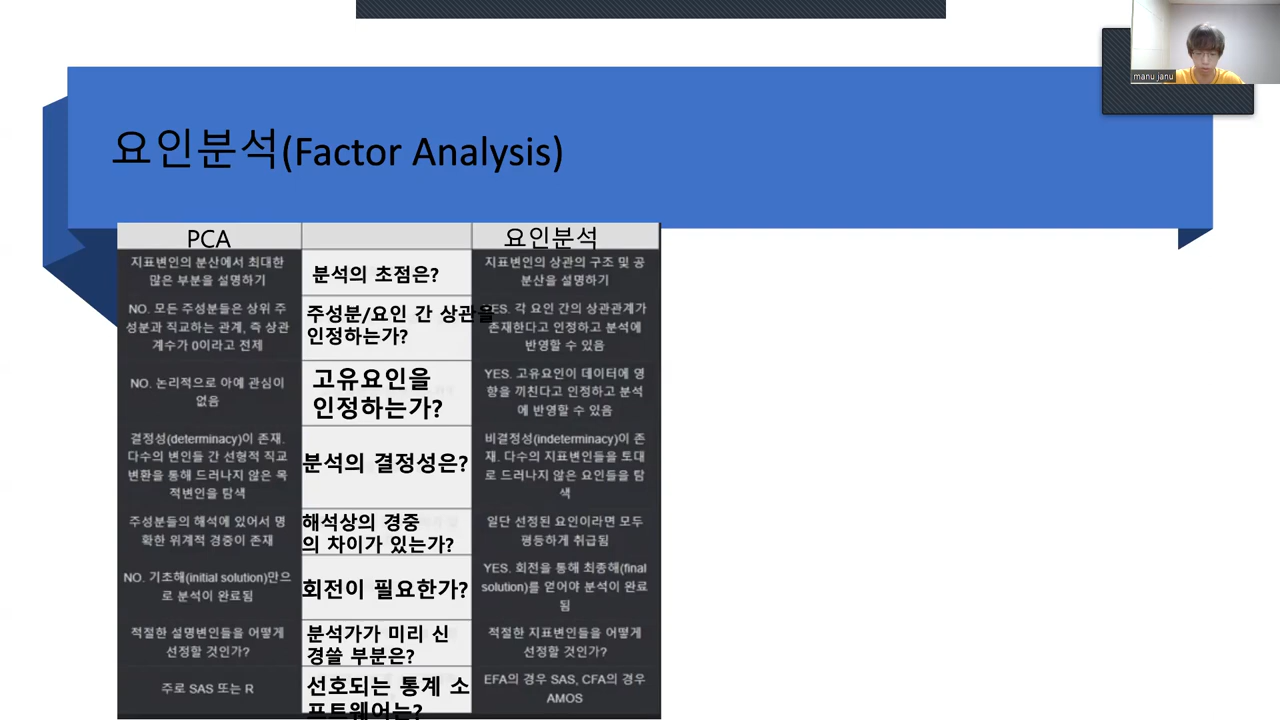 manu janu
요인분석(Factor Analysis)
PCA
요인분석
지표변인의 분산에서 최대한
많은 부분을 설명하기
분석의 초점은?
지표변인의 상관의 구조 및 공
분산을 설명하기
NO. 모든 주성분들은 상위 주
성분과 직교하는 관계, 즉 상관
계수가 0이라고 전제
주성분/요인 간 상관을
인정하는가?
ES. 각 요인 간의 상관관계가
존재한다고 인정하고 분석에
반영할 수 있음
NO. 논리적으로 아예 관심이
없음
고유요인을
인정하는가?
YES. 고유요인이 데이터에 영
향을 끼친다고 인정하고 분석
에 반영할 수 있음
결정성(determinacy)이 존재.
다수의 변인들 간 선형적 직교
변환을 통해 드러나지 않은 목
적변인을 탐색
분석의 결정성은?
비결정성(indeterminacy)이 존
재. 다수의 지표변인들을 토대
로 드러나지 않은 요인들을 탐
색
주성분들의 해석에 있어서 명
확한 위계적 경중이 존재
해석상의 경중
의 차이가 있는가?
일단 선정된 요인이라면 모두
평등하게 취급됨
NO. 기초해(initial solution)만으
로 분석이 완료됨
회전이 필요한가?
YES. 회전을 통해 최종해(final
solution)를 얻어야 분석이 완료
됨
적절한 설명변인들을 어떻게
선정할 것인가?
분석가가 미리 신
경쓸 부분은?
적절한 지표변인들을 어떻게
선정할 것인가?
주로 SAS 또는 R
선호되는 통계 소
프트웨어는?
EFA의 경우 SAS, CFA의 경우
AMOS